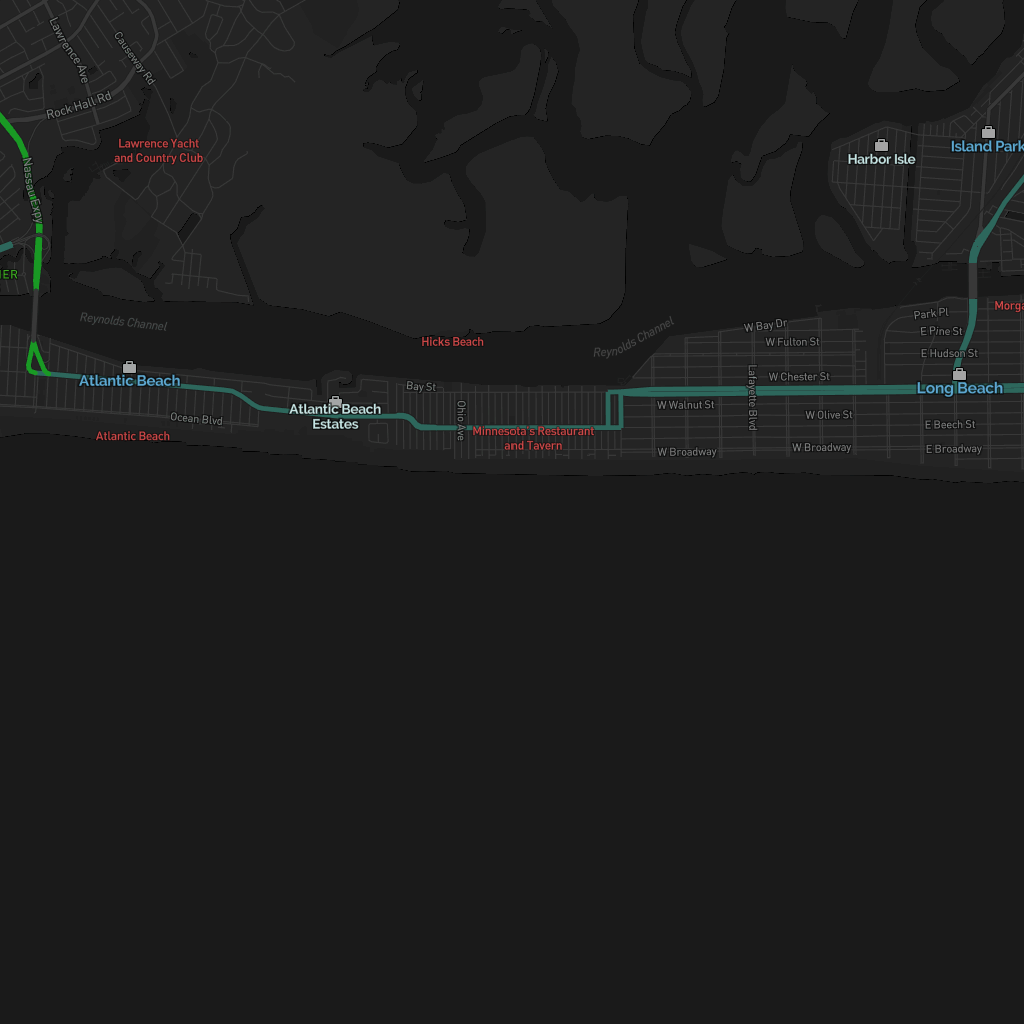 Lawrence Ave
Causeway Rd
Rock Hall Rd
Lawrence Yacht
and Country Club
Nassau Expy
Harbor Isle
Island Park
Reynolds Channel
Hicks Beach
Reynolds Channel
W Bay Dr
W Fulton St
Park Pl
E Pine St
E Hudson St
W Chester St
Atlantic Beach
Bay St
Long Beach
Atlantic Beach
Estates
Ocean Blvd
Ohio Ave
Lafayette Blvd
W Walnut St
W Olive St
E Beech St
Atlantic Beach
Minnesota's Restaurant
and Tavern
W Broadway
W Broadway
E Broadway